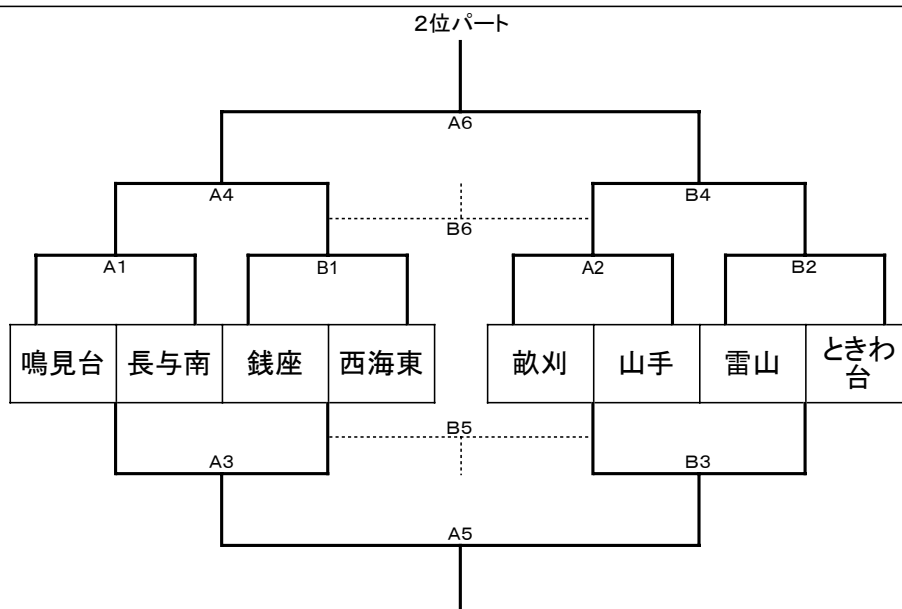 2位パート
A6
A4
B4
B6
A1
B1
A2
B2
鳴見台
長与南
銭座
西海東
畝刈
山手
雷山
ときわ
台
B5
A3
B3
A5